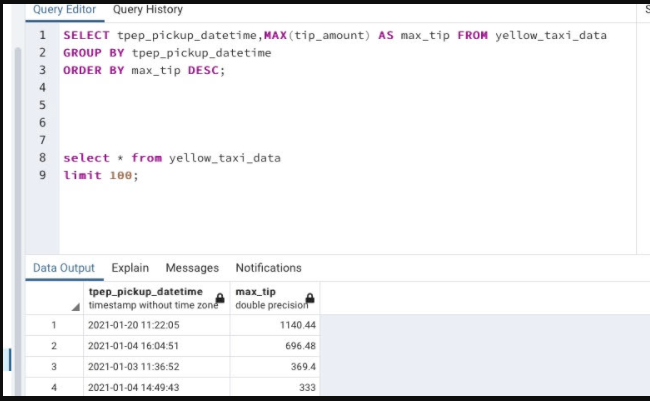 Query Editor Query History
1 SELECT tpep_pickup_datetime,MAX(tip_amount) AS max_tip FROM yellow_taxi_data
2 GROUP BY tpep_pickup_datetime
3 ORDER BY max_tip DESC;
4
5
6
7
8 select * from yellow_taxi_data
9 limit 100;
Data Output Explain Messages Notifications
tpep_pickup_datetime max_tip
timestamp without time zone double precision
1 2021-01-20 11:22:05 1140.44
2 2021-01-04 16:04:51 696.48
3 2021-01-03 11:36:52 369.4
4 2021-01-04 14:49:43 333